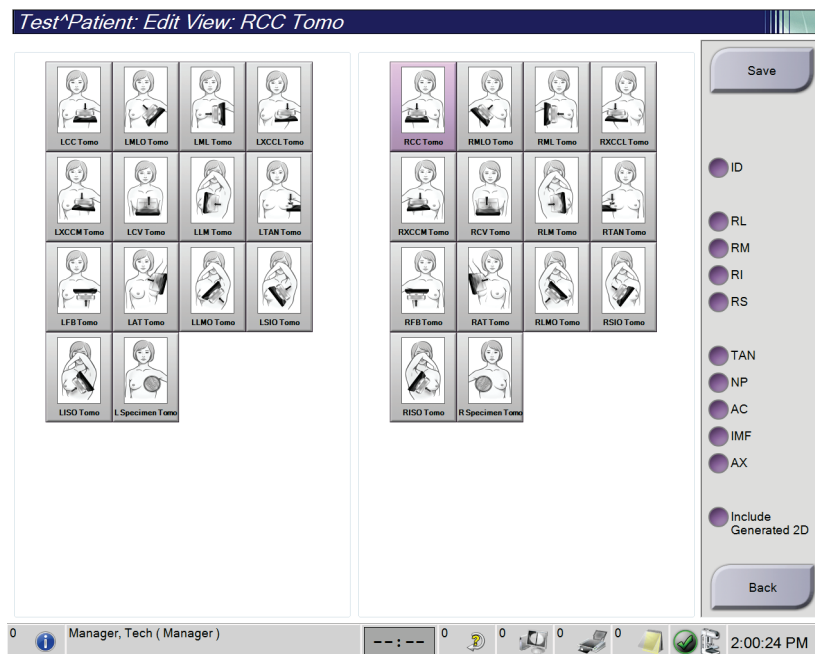 Test^Patient: Edit View: RCC Tomo
LCC Tomo
LMLO Tomo
LML Tomo
LXCCL Tomo
LXCCM Tomo
LCV Tomo
LLM Tomo
LTAN Tomo
LFB Tomo
LAT Tomo
LLMO Tomo
LSIO Tomo
LISO Tomo
L Specimen Tomo
RCC Tomo
RMLO Tomo
RML Tomo
RXCCL Tomo
RXCCM Tomo
RCV Tomo
RLM Tomo
RTAN Tomo
RFB Tomo
RAT Tomo
RLMO Tomo
RSIO Tomo
RISO Tomo
R Specimen Tomo
Save
ID
RL
RM
RI
RS
TAN
NP
AC
IMF
AX
Include
Generated 2D
Back
0
Manager, Tech ( Manager )
--:--
0
0
0
0
2:00:24 PM